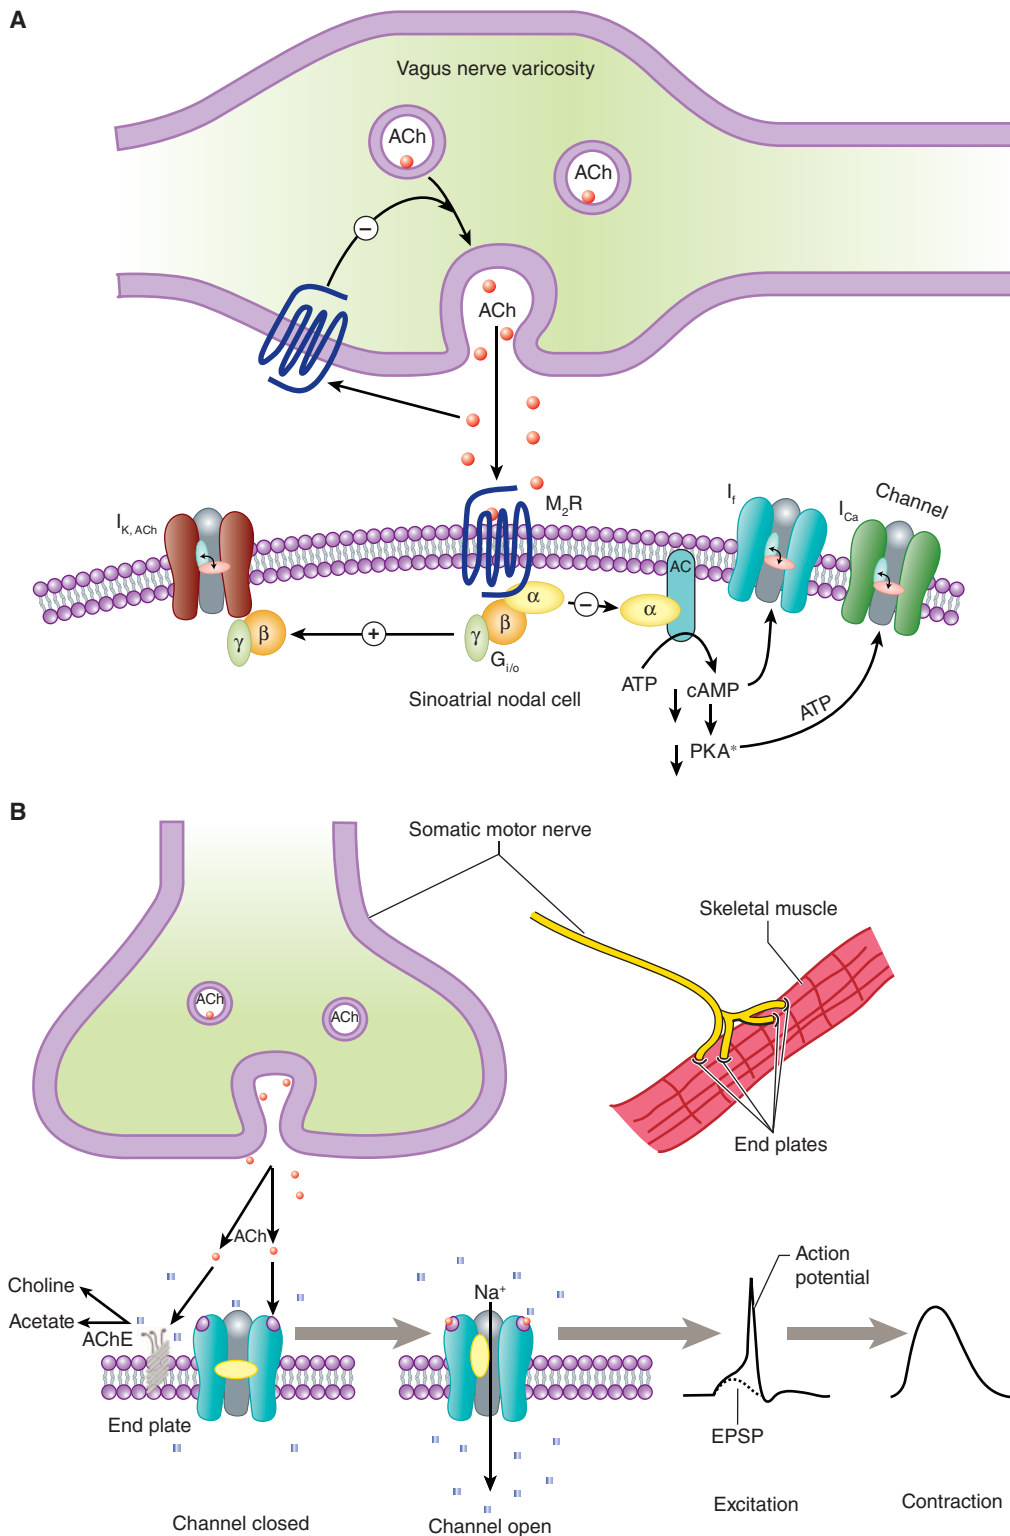 A
Vagus nerve varicosity
ACh
ACh
−
ACh
M2R
IK, ACh
If
ICa
Channel
AC
α
−
α
β
γ
Gi/o
+
γ
β
ATP
cAMP
ATP
PKA*
Sinoatrial nodal cell
B
Somatic motor nerve
Skeletal muscle
ACh
ACh
End plates
ACh
Choline
Acetate
AChE
Na+
Action
potential
End plate
EPSP
Channel closed
Channel open
Excitation
Contraction